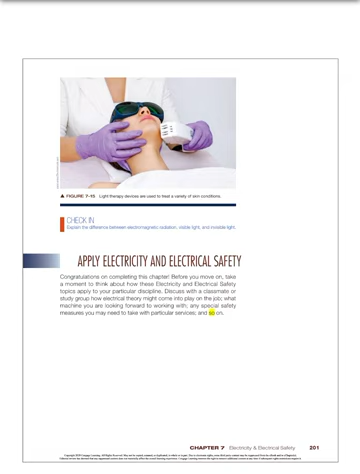 ▲ FIGURE 7–15 Light therapy devices are used to treat a variety of skin conditions.
CHECK IN
Explain the difference between electromagnetic radiation, visible light, and invisible light.
APPLY ELECTRICITY AND ELECTRICAL SAFETY
Congratulations on completing this chapter! Before you move on, take
a moment to think about how these Electricity and Electrical Safety
topics apply to your particular discipline. Discuss with a classmate or
study group how electrical theory might come into play on the job; what
machine you are looking forward to working with; any special safety
measures you may need to take with particular services; and so on.
CHAPTER 7 Electricity & Electrical Safety 201